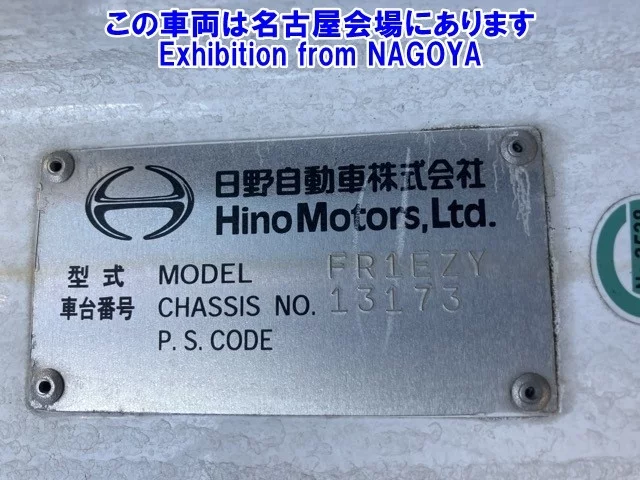 この車両は名古屋会場にあります
Exhibition from NAGOYA
日野自動車株式会社
Hino Motors, Ltd.
型式 MODEL FR1EZY
車台番号 CHASSIS NO. 13173
P. S. CODE